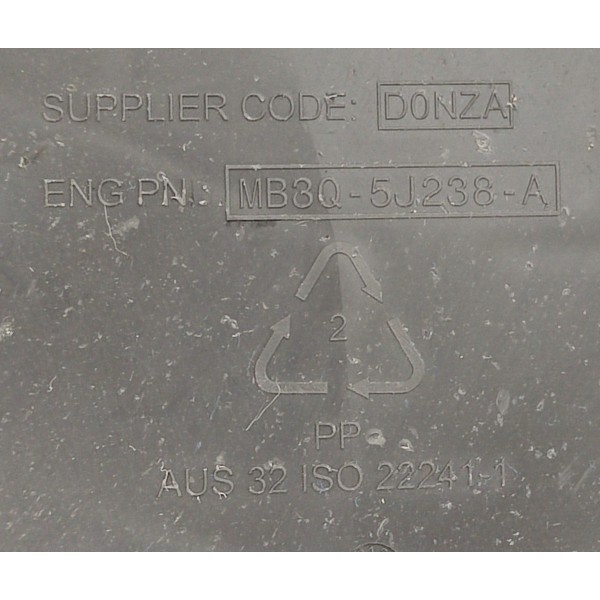 SUPPLIER CODE: D0NZA
ENG PN: MB3Q-5J238-A
2
PP
AUS 32 ISO 22241-1